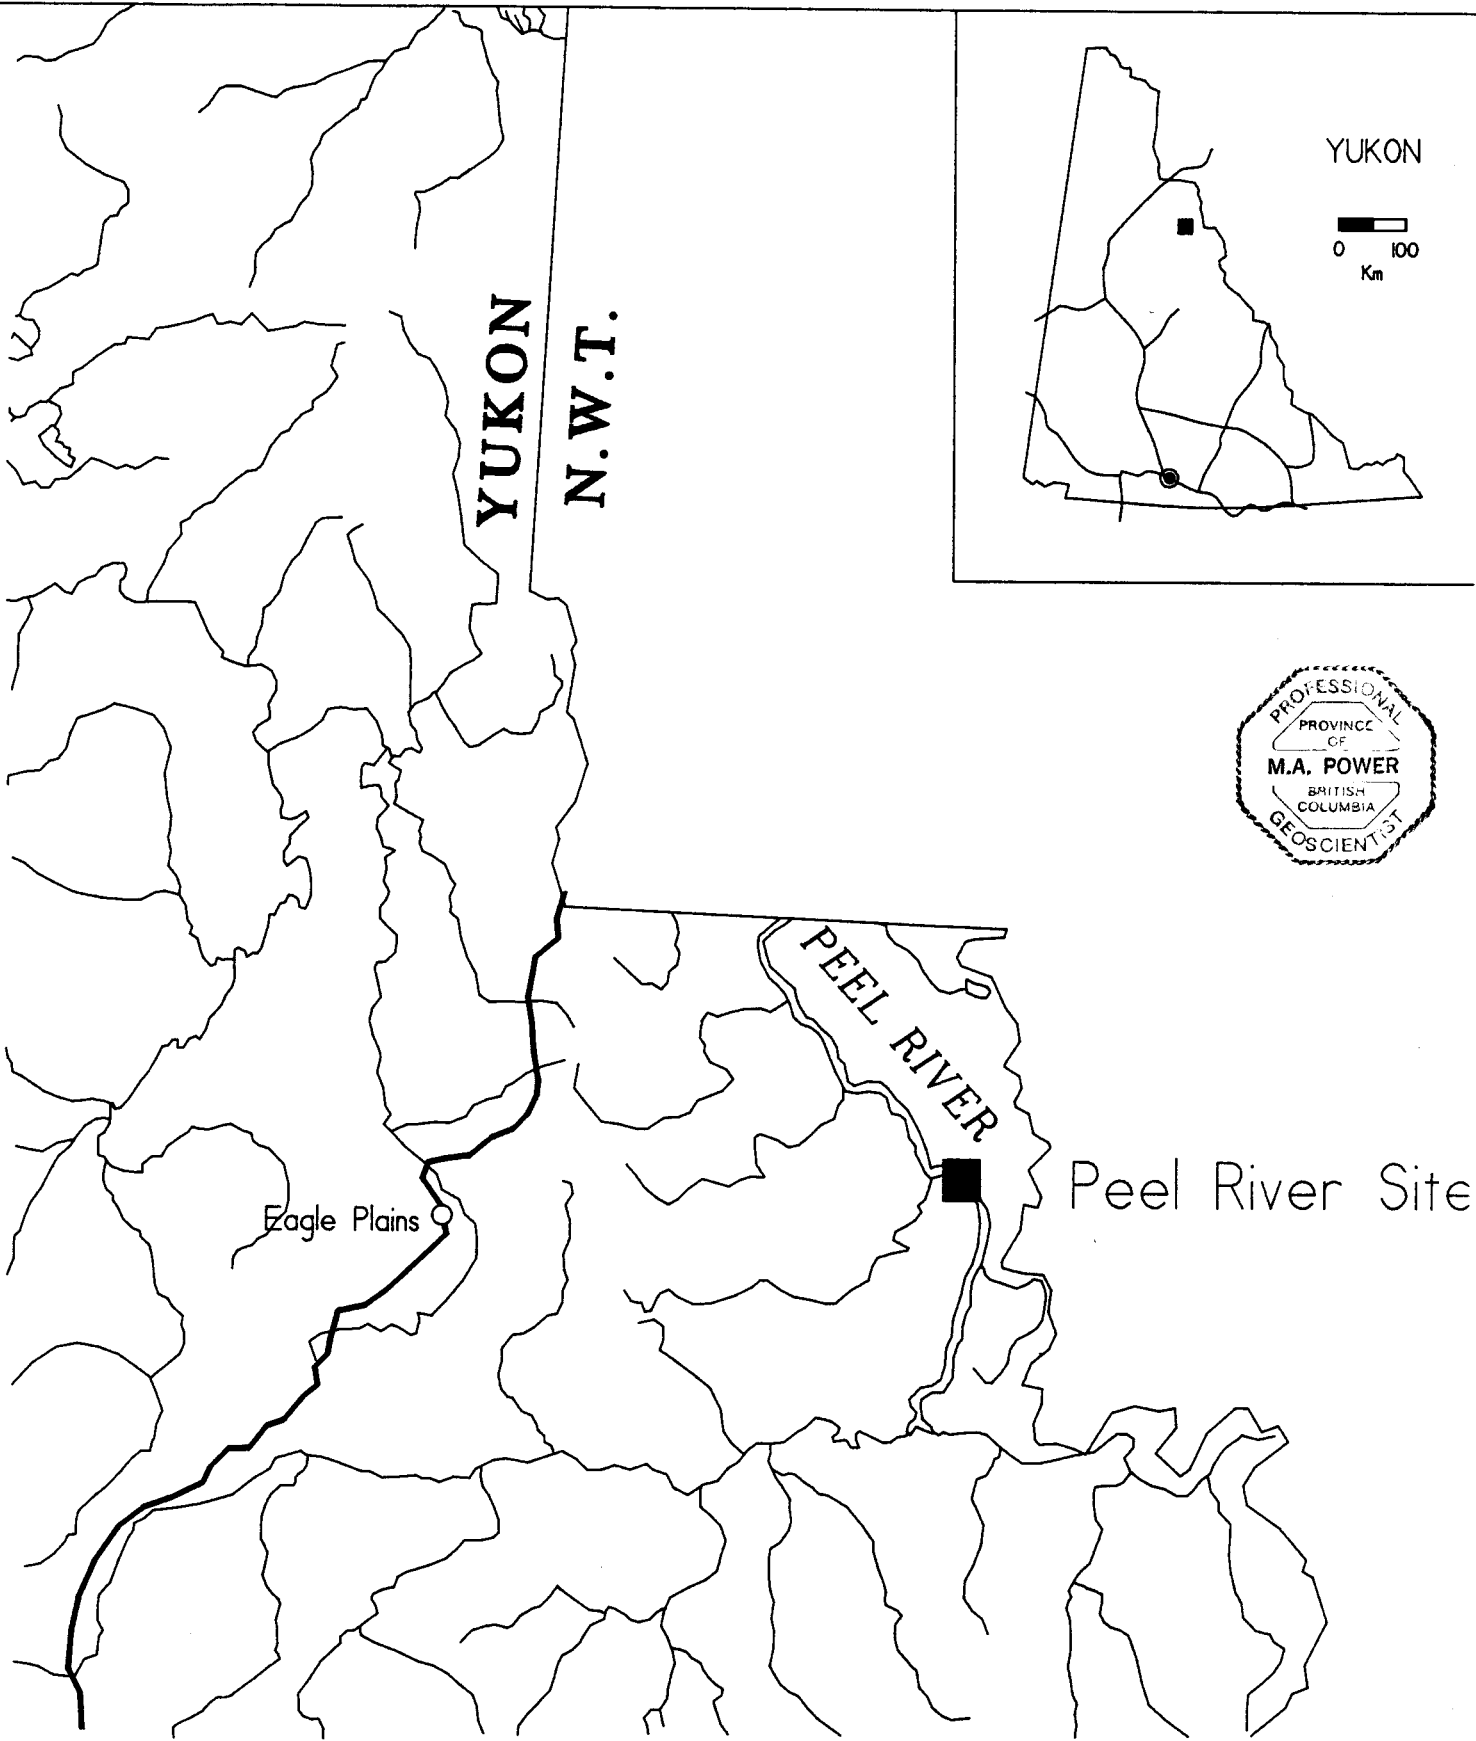 YUKON
0 100
Km
YUKON
N.W.T.
PROFESSIONAL
PROVINCE
OF
M.A. POWER
BRITISH
COLUMBIA
GEOSCIENTIST
PEEL RIVER
Peel River Site
Eagle Plains